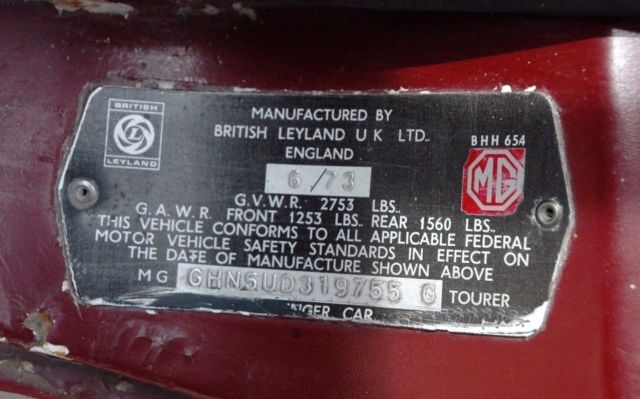 BRITISH
LEYLAND
MANUFACTURED BY
BRITISH LEYLAND U K LTD..
ENGLAND
BHH 654
MG
6/73
G.V.W.R. 2753 LBS..
G.A.W.R. FRONT 1253 LBS.. REAR 1560 LBS..
THIS VEHICLE CONFORMS TO ALL APPLICABLE FEDERAL
MOTOR VEHICLE SAFETY STANDARDS IN EFFECT ON
THE DATE OF MANUFACTURE SHOWN ABOVE
MG GHN5UD319755 G TOURER
CAR